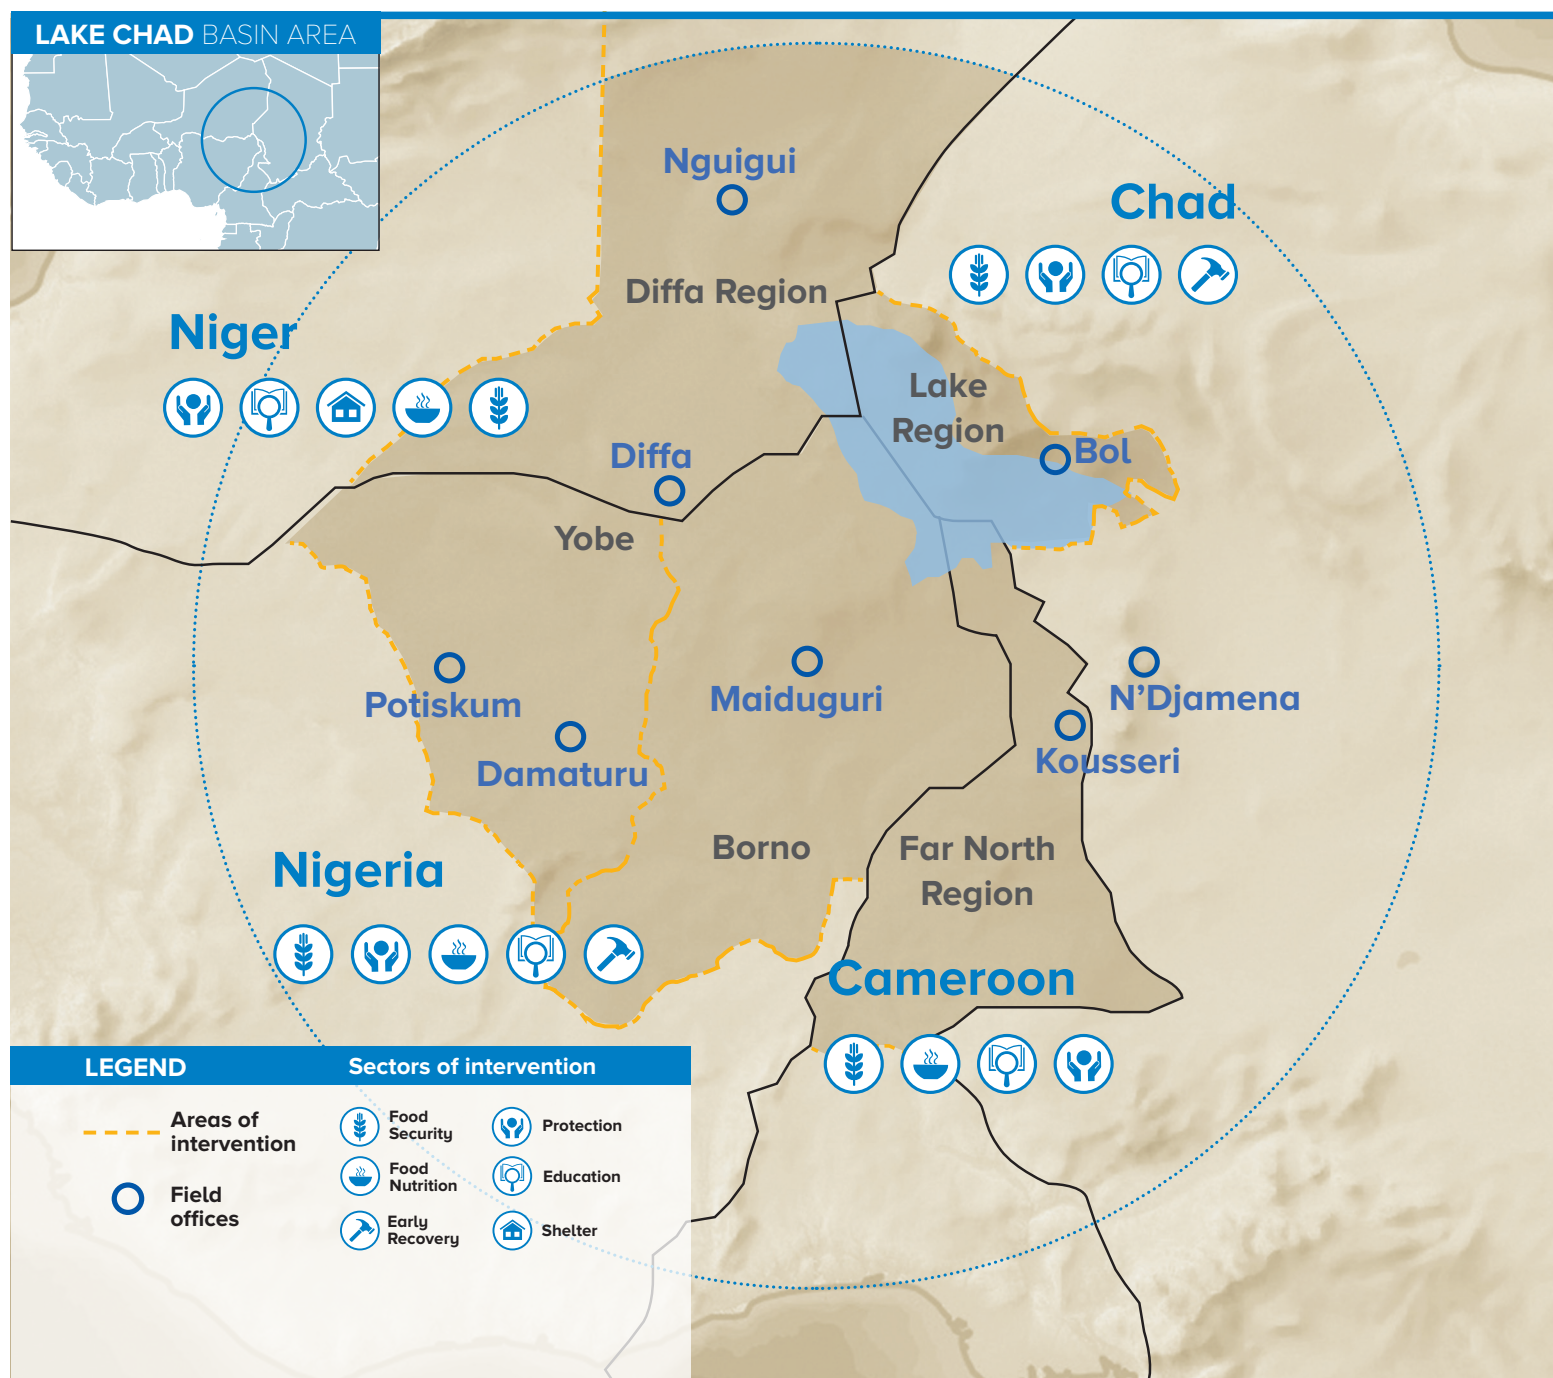 LAKE CHAD BASIN AREA
Nguigui
Chad
Diffa Region
Niger
Lake
Region
Bol
Diffa
Yobe
Potiskum
Maiduguri
N’Djamena
Damaturu
Kousseri
Borno
Far North
Region
Nigeria
Cameroon
LEGEND
Sectors of intervention
Areas of
intervention
Field
offices
Food
Security
Protection
Food
Nutrition
Education
Early
Recovery
Shelter